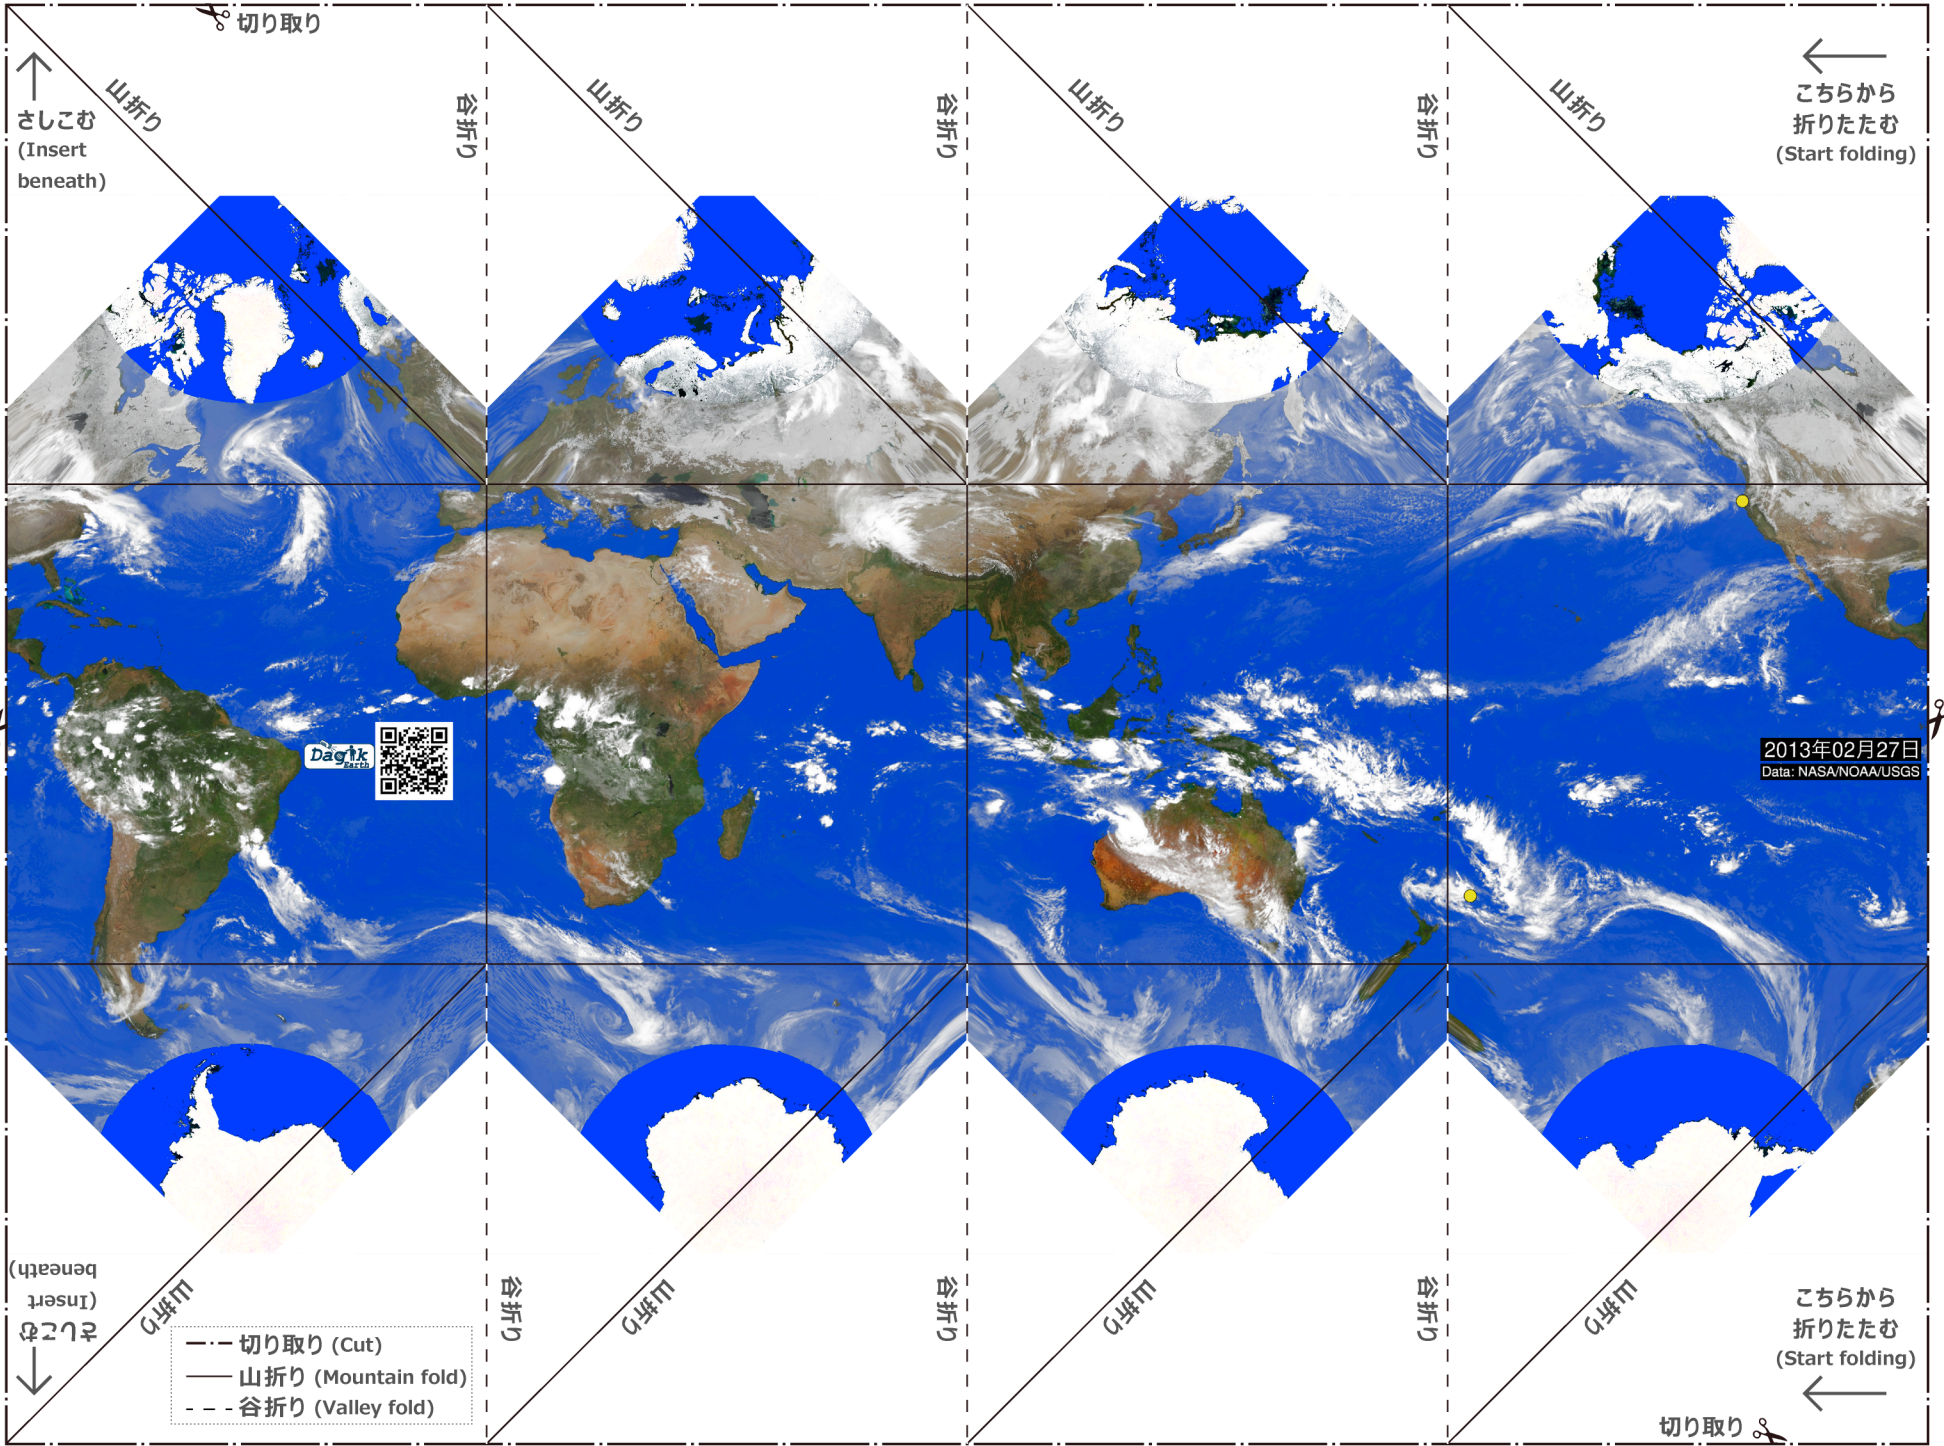 切り取り
山折り
谷折り
山折り
谷折り
山折り
谷折り
山折り
さしこむ
(Insert
beneath)
こちらから
折りたたむ
(Start folding)
Dagik
Earth
2013年02月27日
Data: NASA/NOAA/USGS
さしこむ
(Insert
beneath)
山折り
谷折り
山折り
谷折り
山折り
谷折り
山折り
切り取り (Cut)
山折り (Mountain fold)
谷折り (Valley fold)
こちらから
折りたたむ
(Start folding)
切り取り